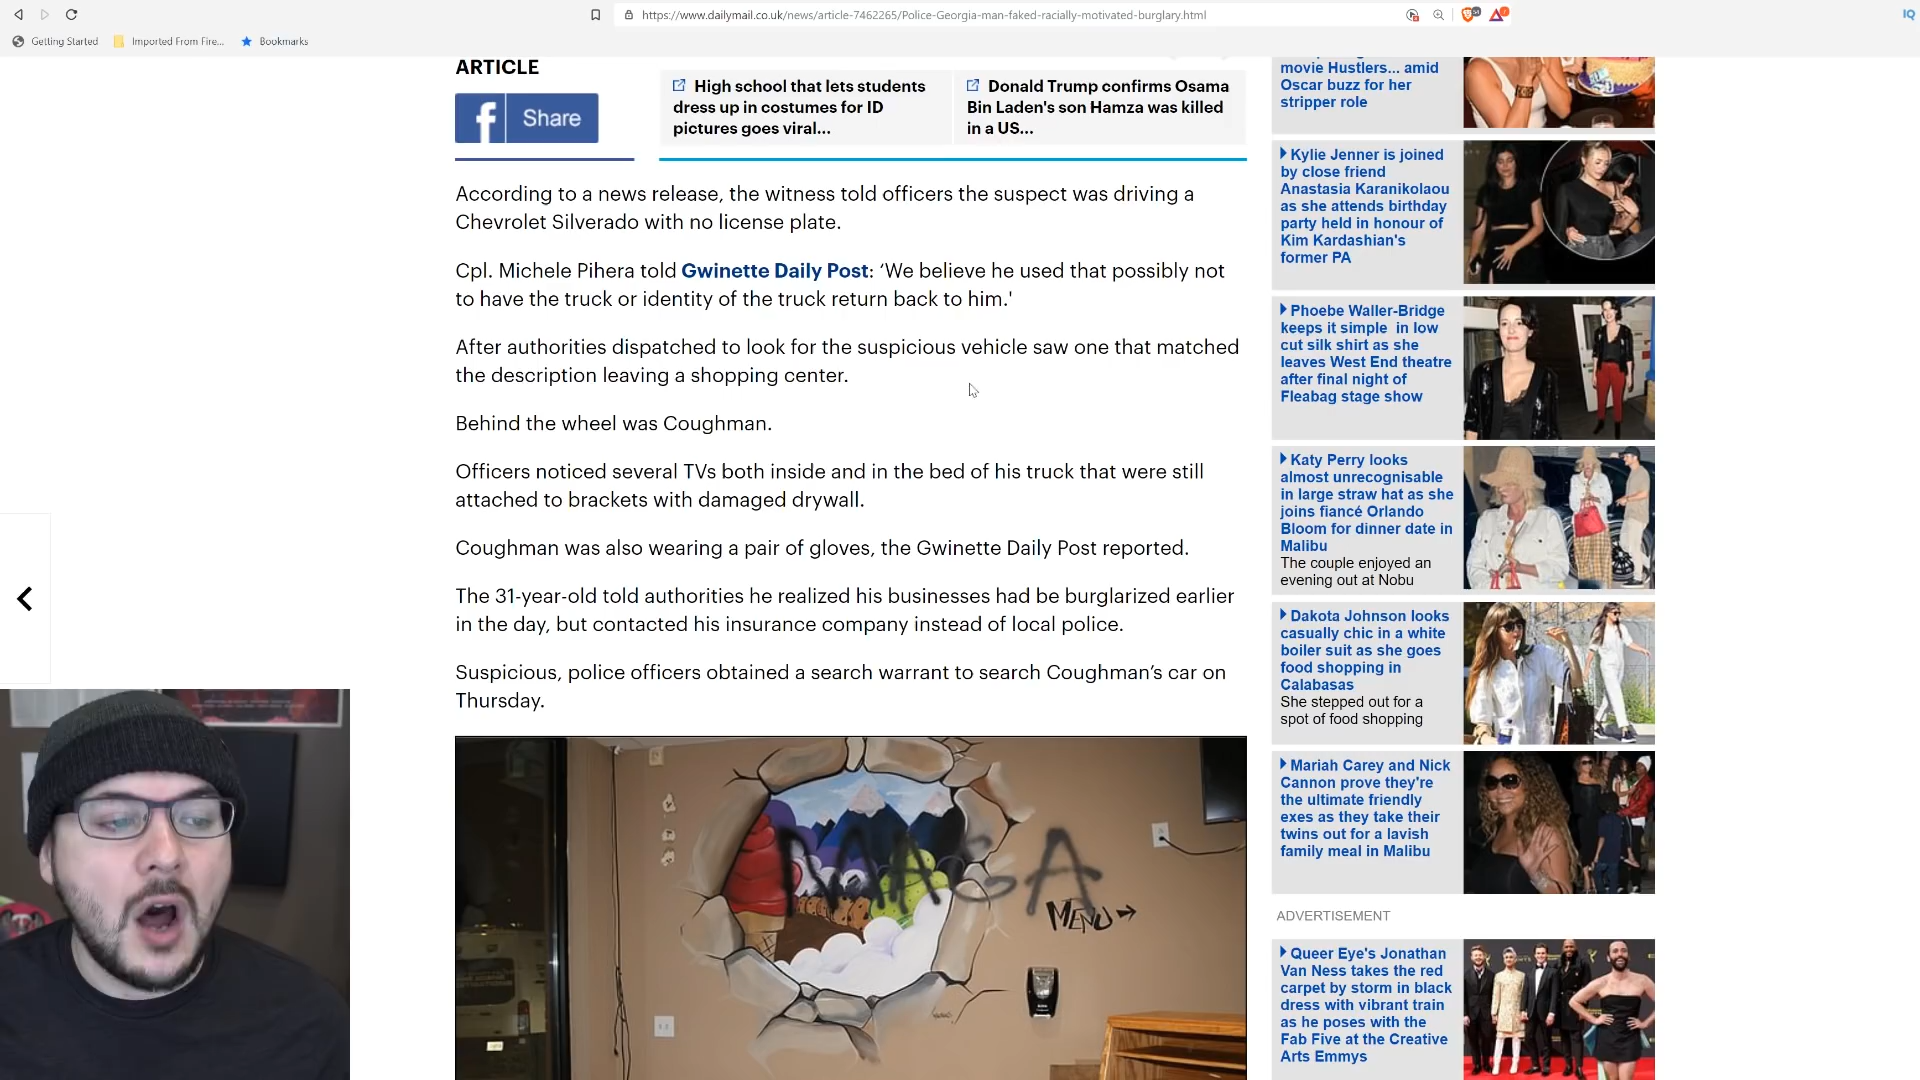 https://www.dailymail.co.uk/news/article-7462265/Police-Georgia-man-faked-racially-motivated-burglary.html
IQ
Getting Started
Imported From Fire...
Bookmarks
ARTICLE
Share
High school that lets students
dress up in costumes for ID
pictures goes viral...
Donald Trump confirms Osama
Bin Laden's son Hamza was killed
in a US...
According to a news release, the witness told officers the suspect was driving a
Chevrolet Silverado with no license plate.
Cpl. Michele Pihera told Gwinette Daily Post: ‘We believe he used that possibly not
to have the truck or identity of the truck return back to him.'
After authorities dispatched to look for the suspicious vehicle saw one that matched
the description leaving a shopping center.
Behind the wheel was Coughman.
Officers noticed several TVs both inside and in the bed of his truck that were still
attached to brackets with damaged drywall.
Coughman was also wearing a pair of gloves, the Gwinette Daily Post reported.
The 31-year-old told authorities he realized his businesses had be burglarized earlier
in the day, but contacted his insurance company instead of local police.
Suspicious, police officers obtained a search warrant to search Coughman’s car on
Thursday.
MAGA
MENU
movie Hustlers... amid
Oscar buzz for her
stripper role
Kylie Jenner is joined
by close friend
Anastasia Karanikolaou
as she attends birthday
party held in honour of
Kim Kardashian's
former PA
Phoebe Waller-Bridge
keeps it simple in low
cut silk shirt as she
leaves West End theatre
after final night of
Fleabag stage show
Katy Perry looks
almost unrecognisable
in large straw hat as she
joins fiancé Orlando
Bloom for dinner date in
Malibu
The couple enjoyed an
evening out at Nobu
Dakota Johnson looks
casually chic in a white
boiler suit as she goes
food shopping in
Calabasas
She stepped out for a
spot of food shopping
Mariah Carey and Nick
Cannon prove they're
the ultimate friendly
exes as they take their
twins out for a lavish
family meal in Malibu
ADVERTISEMENT
Queer Eye's Jonathan
Van Ness takes the red
carpet by storm in black
dress with vibrant train
as he poses with the
Fab Five at the Creative
Arts Emmys